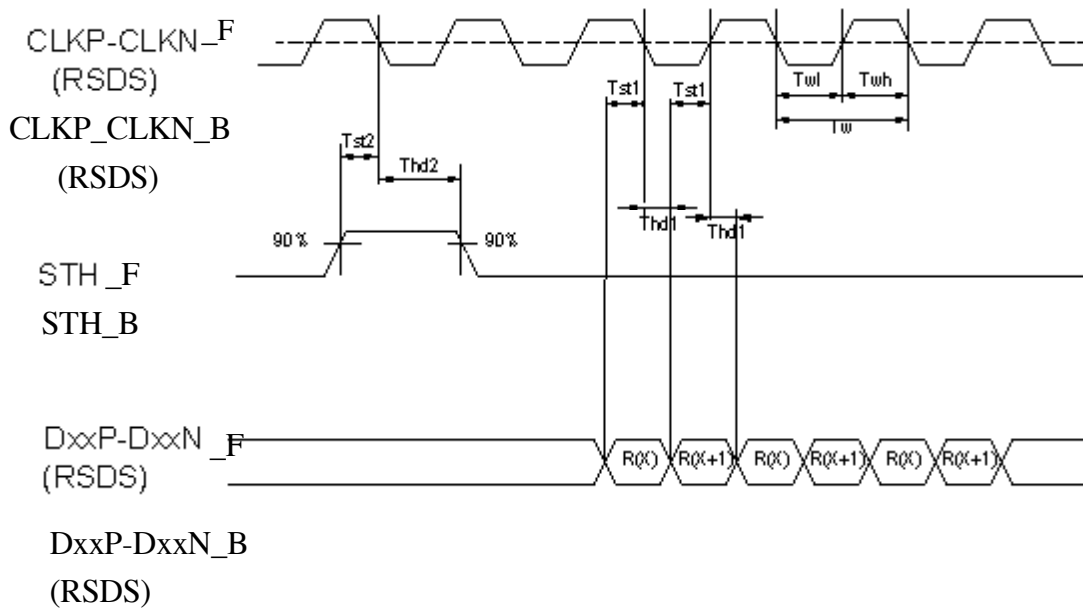 CLKP-CLKN_F
(RSDS)
CLKP_CLKN_B
(RSDS)
Tst1
Tst1
Twl
Twh
Tw
Tst2
Thd2
Thd1
Thd1
90%
90%
STH_F
STH_B
DxxP-DxxN_F
(RSDS)
R(X)
R(X+1)
R(X)
R(X+1)
R(X)
R(X+1)
DxxP-DxxN_B
(RSDS)